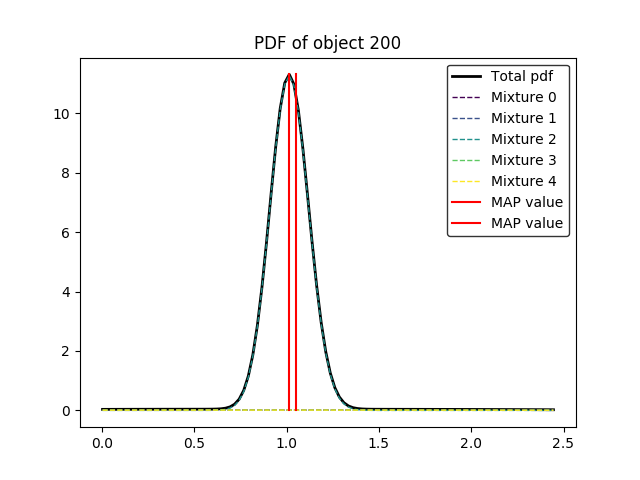 PDF of object 200
Total pdf
Mixture 0
Mixture 1
Mixture 2
Mixture 3
Mixture 4
MAP value
MAP value
10
8
6
4
2
0
0.0 0.5 1.0 1.5 2.0 2.5